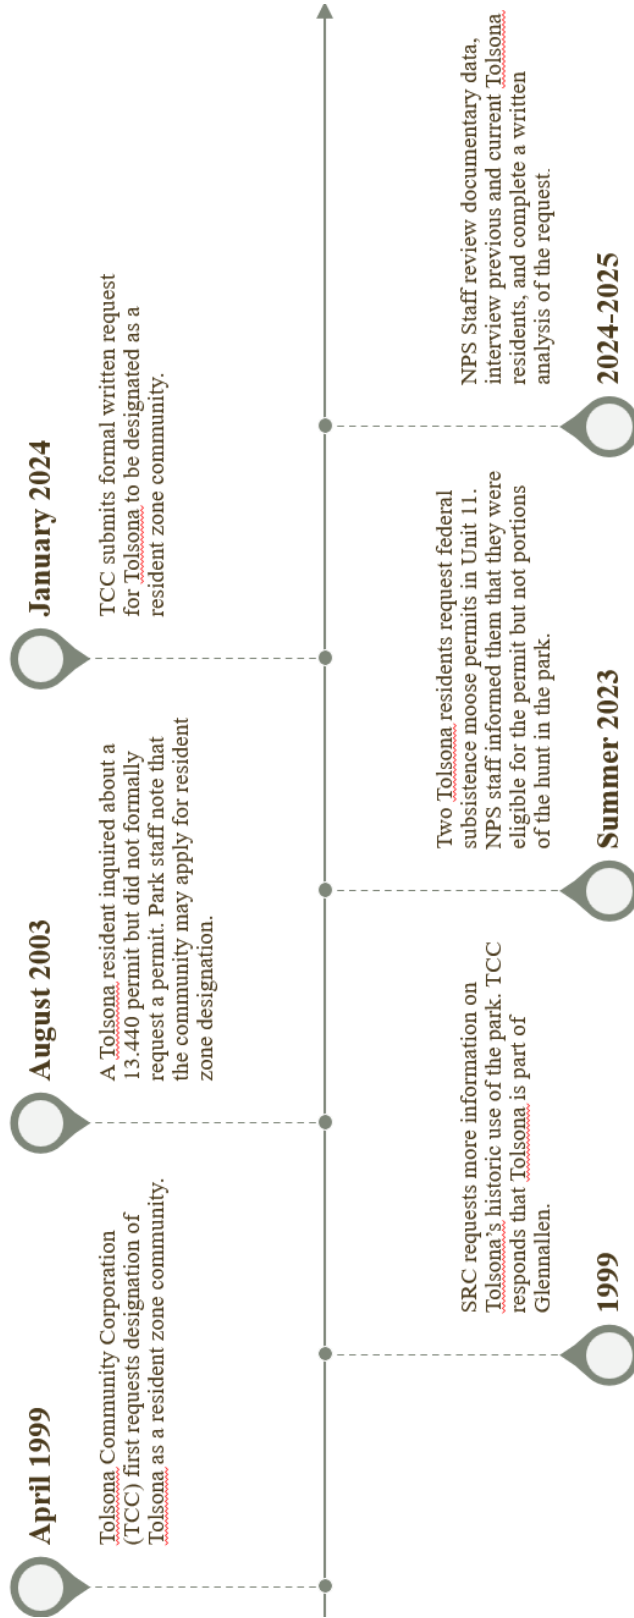 April 1999
Tolsona Community Corporation
(TCC) first requests designation of
Tolsona as a resident zone community.
1999
SRC requests more information on
Tolsona's historic use of the park. TCC
responds that Tolsona is part of
Glennallen.
August 2003
A Tolsona resident inquired about a
13.440 permit but did not formally
request a permit. Park staff note that
the community may apply for resident
zone designation.
Summer 2023
Two Tolsona residents request federal
subsistence moose permits in Unit 11.
NPS staff informed them that they were
eligible for the permit but not portions
of the hunt in the park.
January 2024
TCC submits formal written request
for Tolsona to be designated as a
resident zone community.
2024-2025
NPS Staff review documentary data,
interview previous and current Tolsona
residents, and complete a written
analysis of the request.